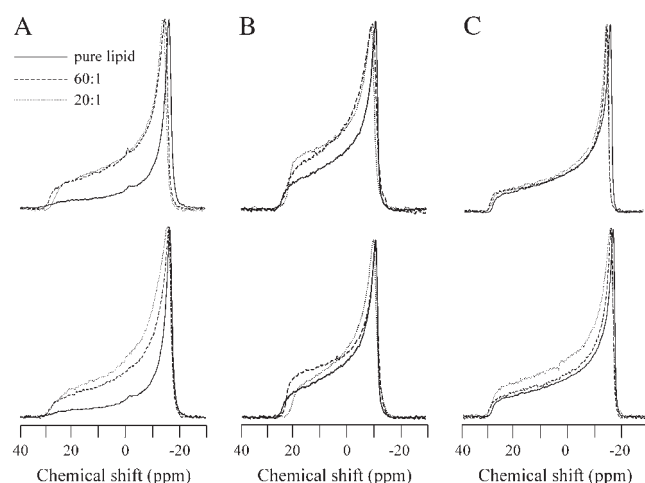 A B C
pure lipid
60:1
20:1
40 20 0 -20 40 20 0 -20 40 20 0 -20
Chemical shift (ppm) Chemical shift (ppm) Chemical shift (ppm)